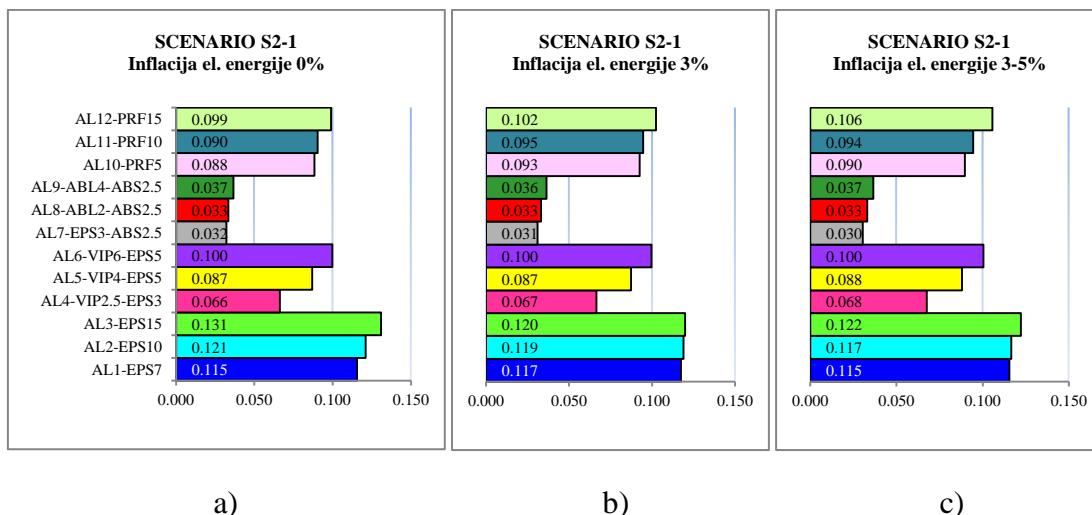 SCENARIO S2-1
Inflacija el. energije 0%
AL12-PRF15
0.099
AL11-PRF10
0.090
AL10-PRF5
0.088
AL9-ABL4-ABS2.5
0.037
AL8-ABL2-ABS2.5
0.033
AL7-EPS3-ABS2.5
0.032
AL6-VIP6-EPS5
0.100
AL5-VIP4-EPS5
0.087
AL4-VIP2.5-EPS3
0.066
AL3-EPS15
0.131
AL2-EPS10
0.121
AL1-EPS7
0.115
0.000 0.050 0.100 0.150
a)
SCENARIO S2-1
Inflacija el. energije 3%
0.102
0.095
0.093
0.036
0.033
0.031
0.100
0.087
0.067
0.120
0.119
0.117
0.000 0.050 0.100 0.150
b)
SCENARIO S2-1
Inflacija el. energije 3-5%
0.106
0.094
0.090
0.037
0.033
0.030
0.100
0.088
0.068
0.122
0.117
0.115
0.000 0.050 0.100 0.150
c)